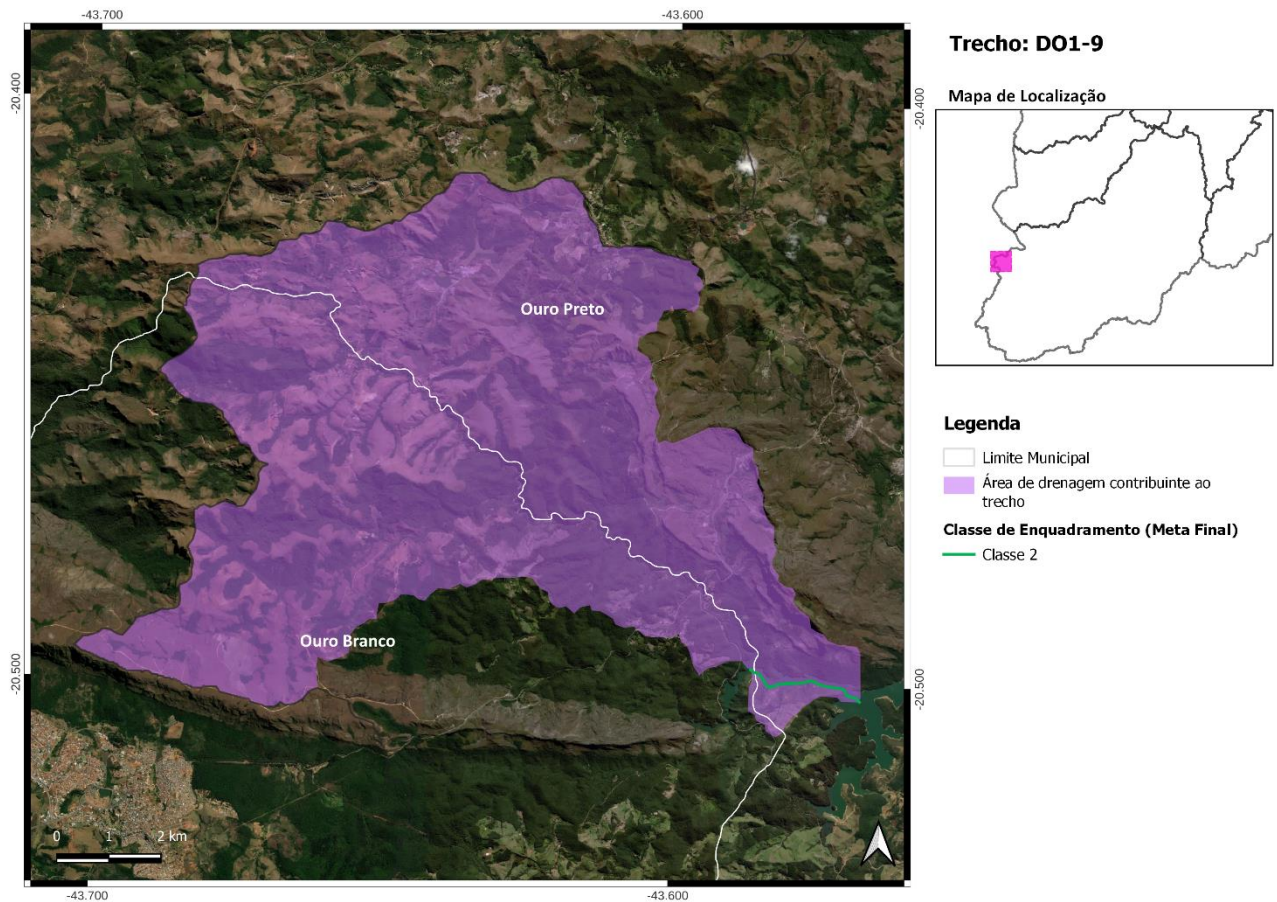 -43.700
-43.600
Trecho: DO1-9
Mapa de Localização
-20.400
-20.400
Ouro Preto
Legenda
Limite Municipal
Área de drenagem contribuinte ao
trecho
Classe de Enquadramento (Meta Final)
Classe 2
Ouro Branco
-20.500
-20.500
0 1 2 km
-43.700
-43.600